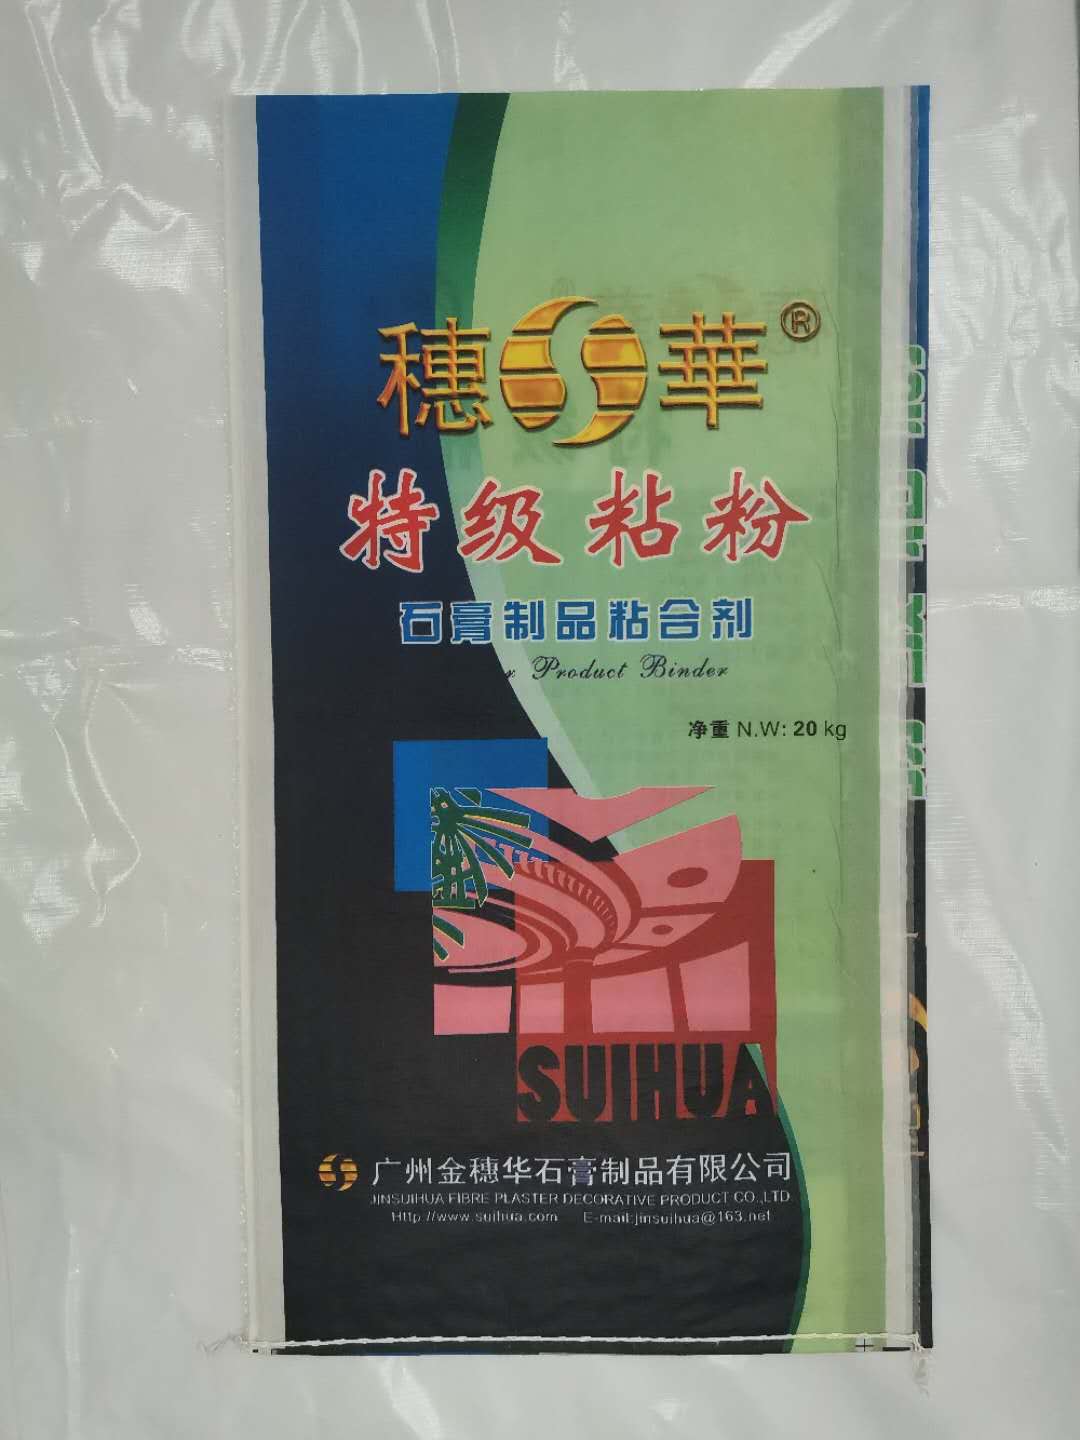 穗華®
特级粘粉
石膏制品粘合剂
r Product Binder
净重 N.W: 20 kg
SUIHUA
广州金穗华石膏制品有限公司
JINSUIHUA FIBRE PLASTER DECORATIVE PRODUCT CO.,LTD.
Http://www.suihua.com E-mail:jinsuihua@163.net